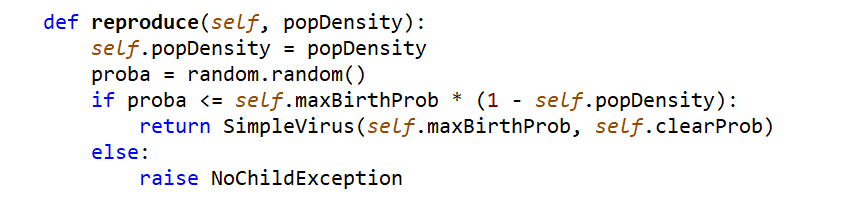 def reproduce(self, popDensity):
    self.popDensity = popDensity
    proba = random.random()
    if proba <= self.maxBirthProb * (1 - self.popDensity):
        return SimpleVirus(self.maxBirthProb, self.clearProb)
    else:
        raise NoChildException